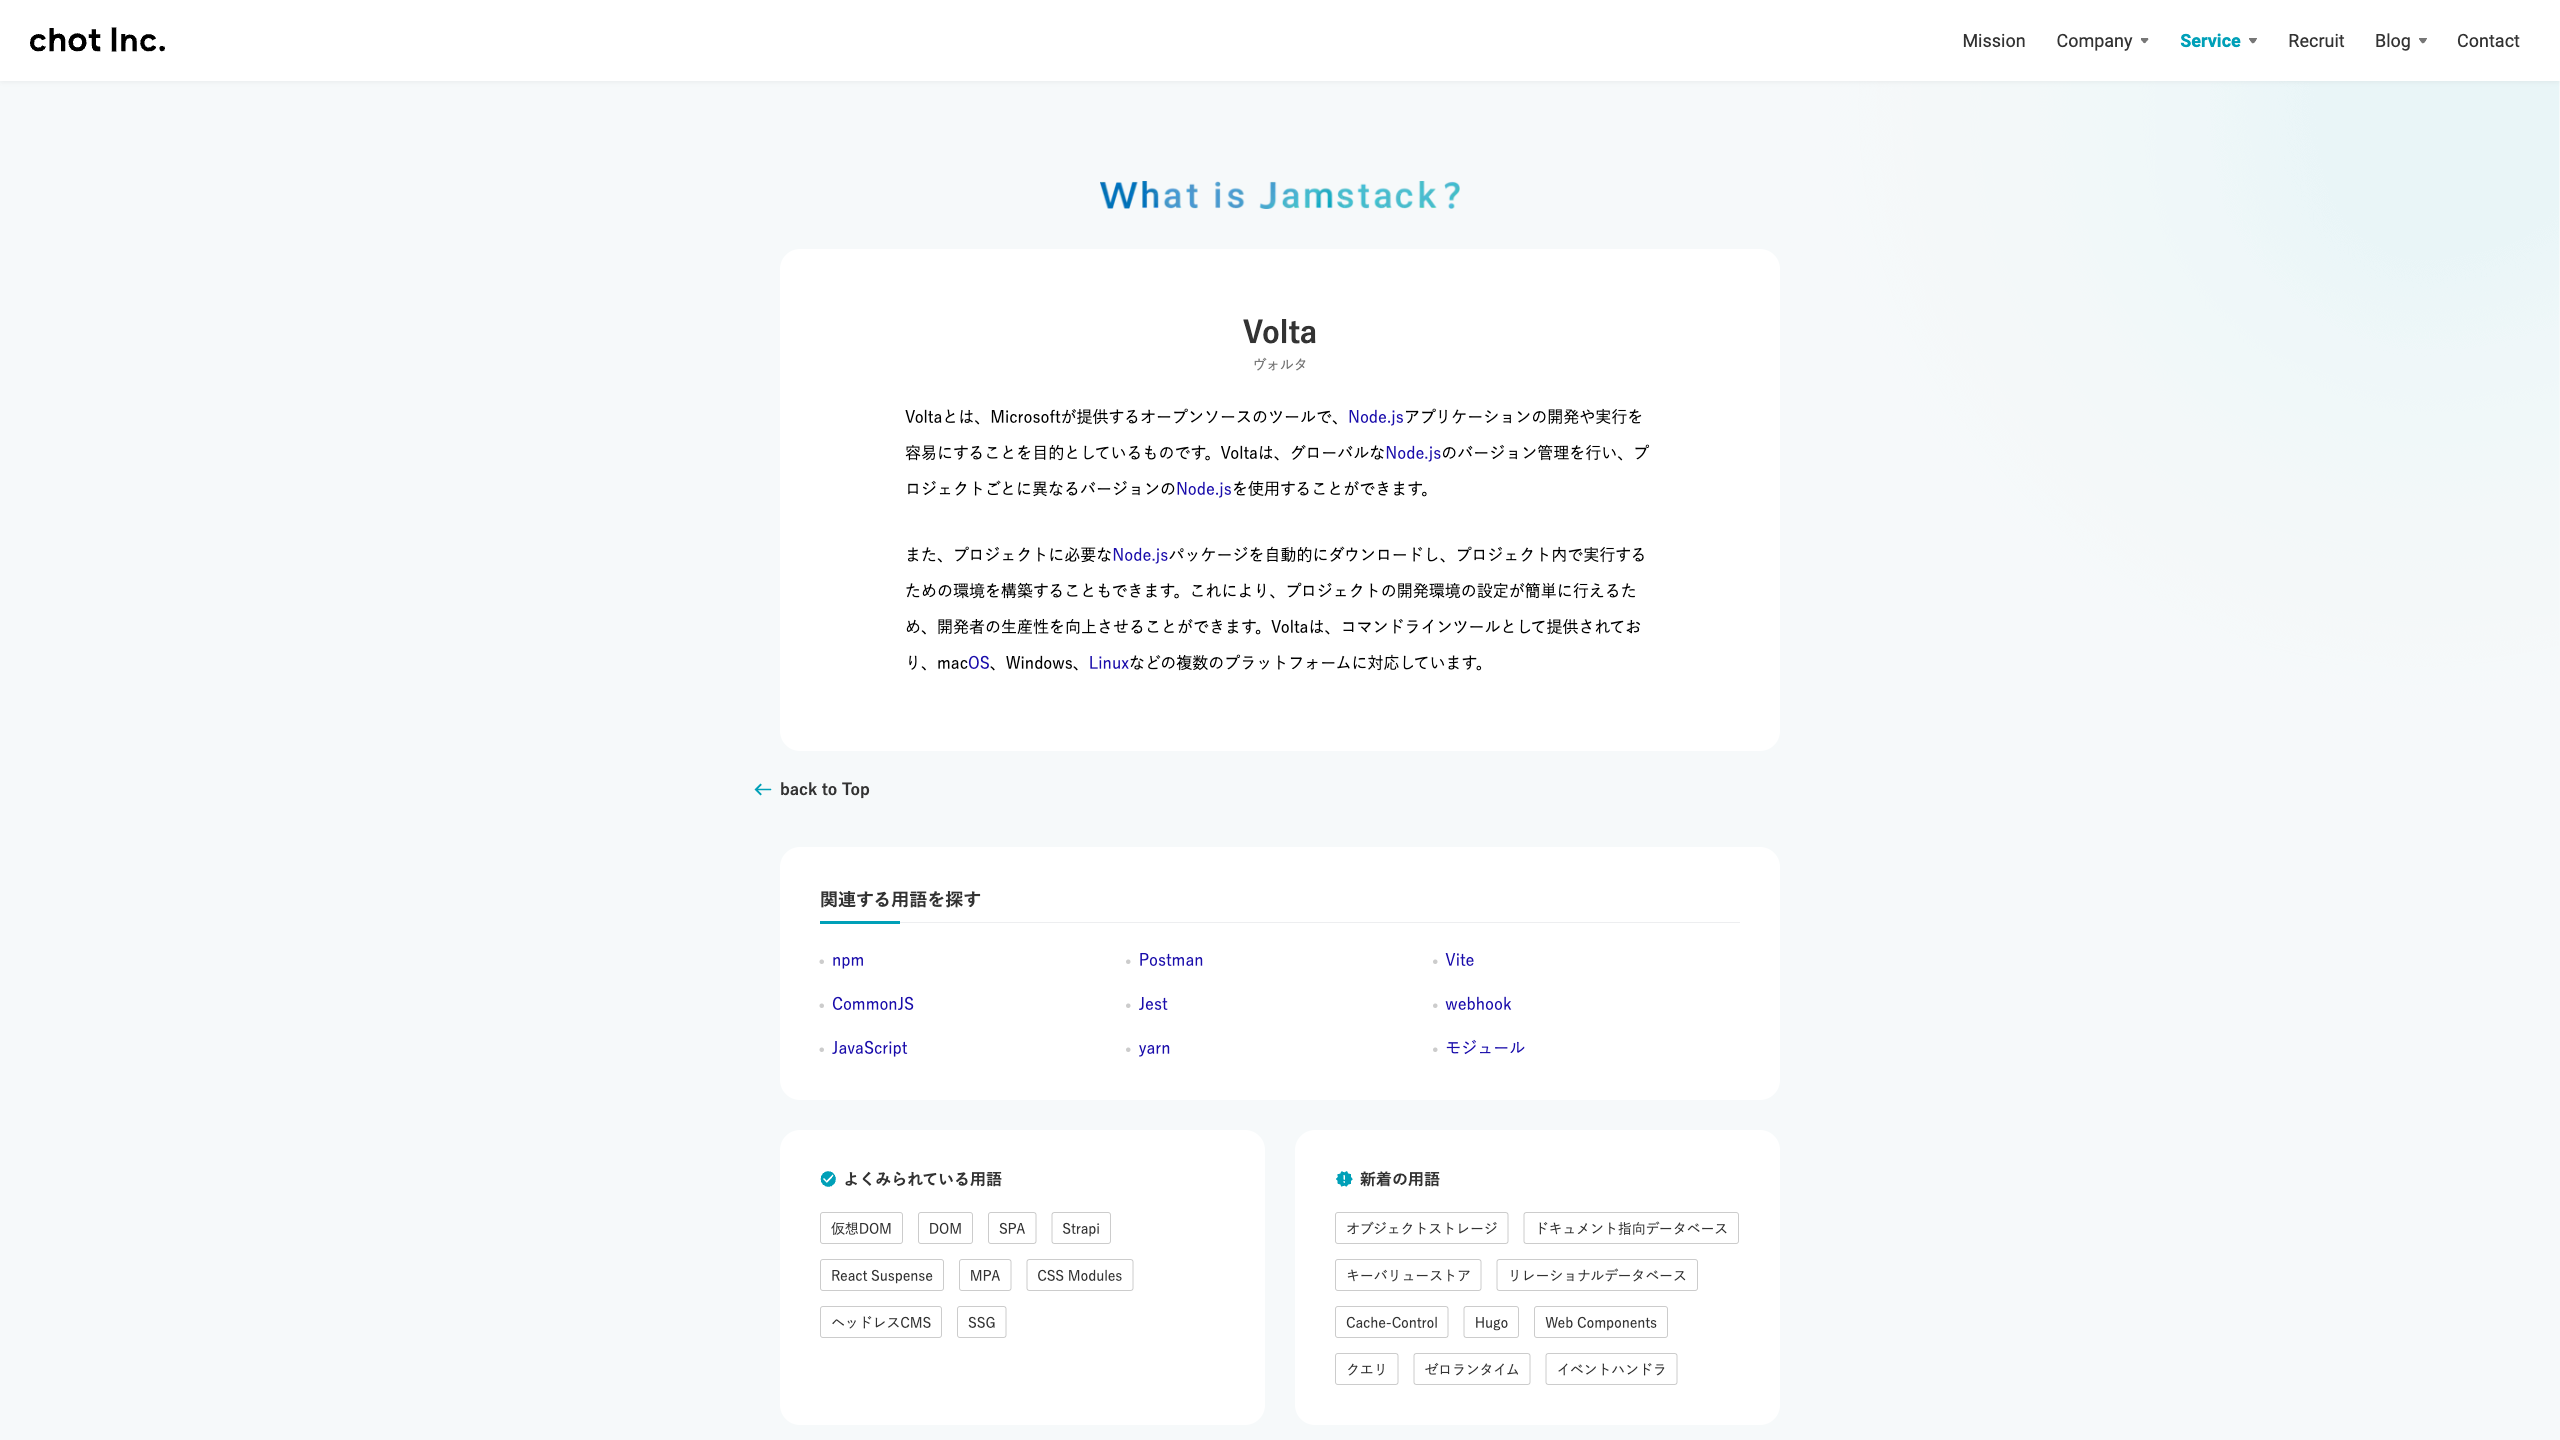 chot Inc.
Mission Company Service Recruit Blog Contact
What is Jamstack?
Volta
ヴォルタ
Voltaとは、Microsoftが提供するオープンソースのツールで、Node.jsアプリケーションの開発や実行を
容易にすることを目的としているものです。Voltaは、グローバルなNode.jsのバージョン管理を行い、プ
ロジェクトごとに異なるバージョンのNode.jsを使用することができます。
また、プロジェクトに必要なNode.jsパッケージを自動的にダウンロードし、プロジェクト内で実行する
ための環境を構築することもできます。これにより、プロジェクトの開発環境の設定が簡単に行えるた
め、開発者の生産性を向上させることができます。Voltaは、コマンドラインツールとして提供されてお
り、macOS、Windows、Linuxなどの複数のプラットフォームに対応しています。
back to Top
関連する用語を探す
npm Postman Vite
CommonJS Jest webhook
JavaScript yarn モジュール
よくみられている用語
仮想DOM DOM SPA Strapi
React Suspense MPA CSS Modules
ヘッドレスCMS SSG
新着の用語
オブジェクトストレージ ドキュメント指向データベース
キーバリューストア リレーショナルデータベース
Cache-Control Hugo Web Components
クエリ ゼロランタイム イベントハンドラ